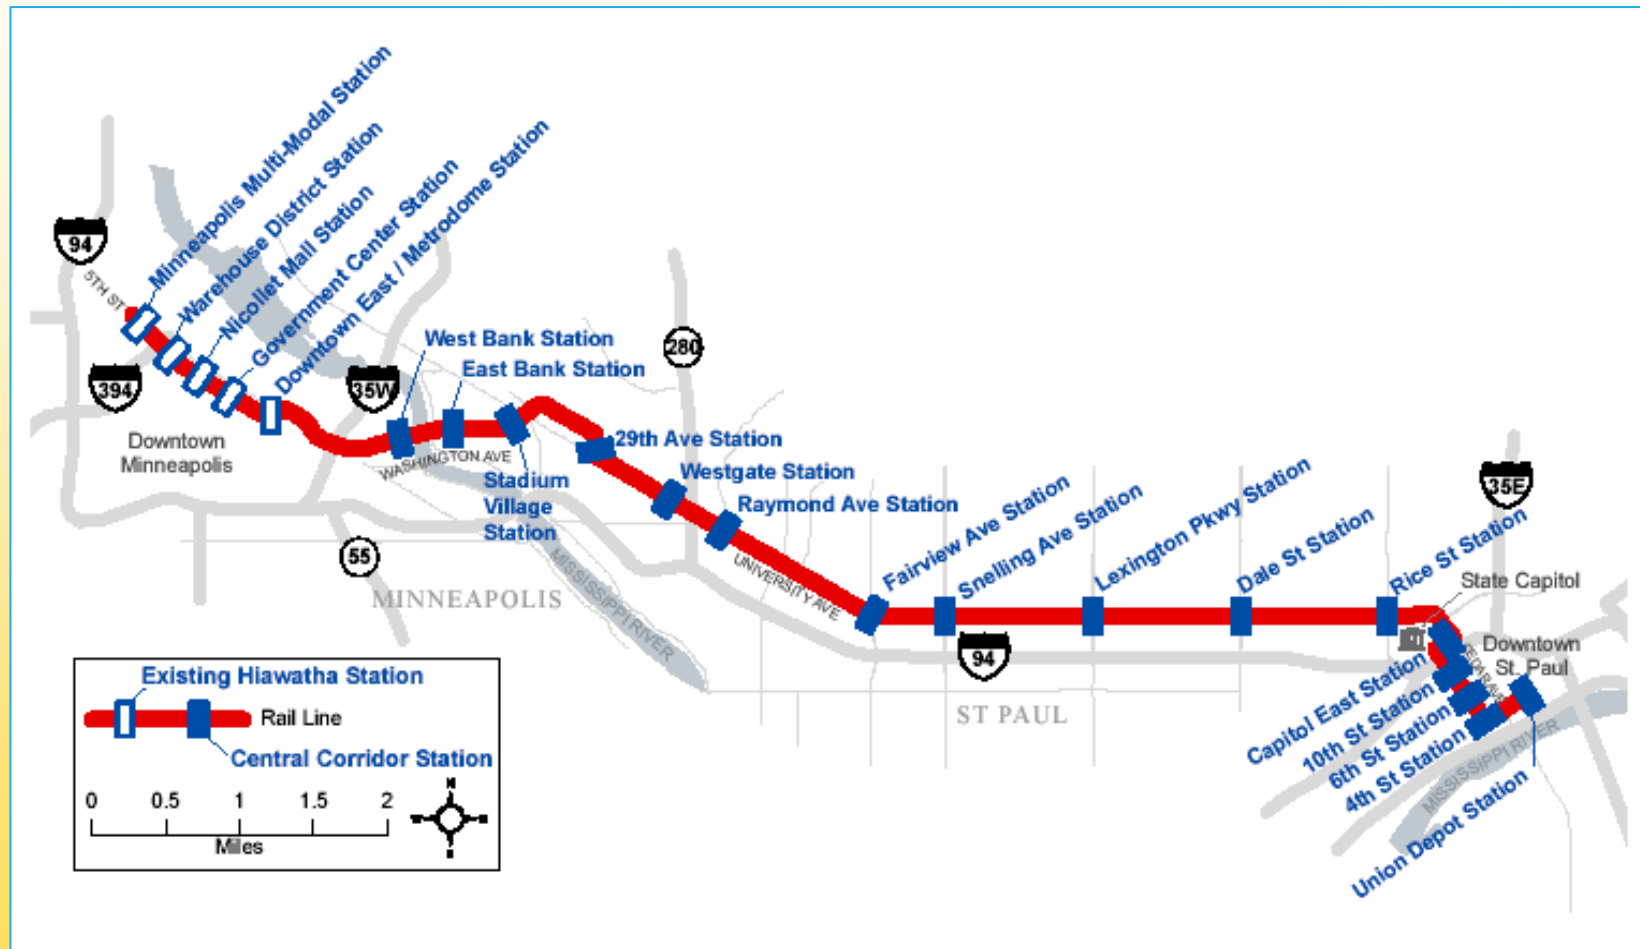 Minneapolis Multi-Modal Station
Warehouse District Station
Nicollet Mall Station
Government Center Station
Downtown East / Metrodome Station
94
5TH ST
394
Downtown
Minneapolis
35W
West Bank Station
East Bank Station
280
WASHINGTON AVE
Stadium
Village
Station
29th Ave Station
Westgate Station
Raymond Ave Station
55
MINNEAPOLIS
MISSISSIPPI RIVER
UNIVERSITY AVE
Fairview Ave Station
Snelling Ave Station
Lexington Pkwy Station
Dale St Station
Rice St Station
35E
State Capitol
94
ST PAUL
Downtown
St. Paul
CEDAR AVE
Capitol East Station
10th St Station
6th St Station
4th St Station
MISSISSIPPI RIVER
Union Depot Station
Existing Hiawatha Station
Rail Line
Central Corridor Station
0 0.5 1 1.5 2
Miles
N
W E
S